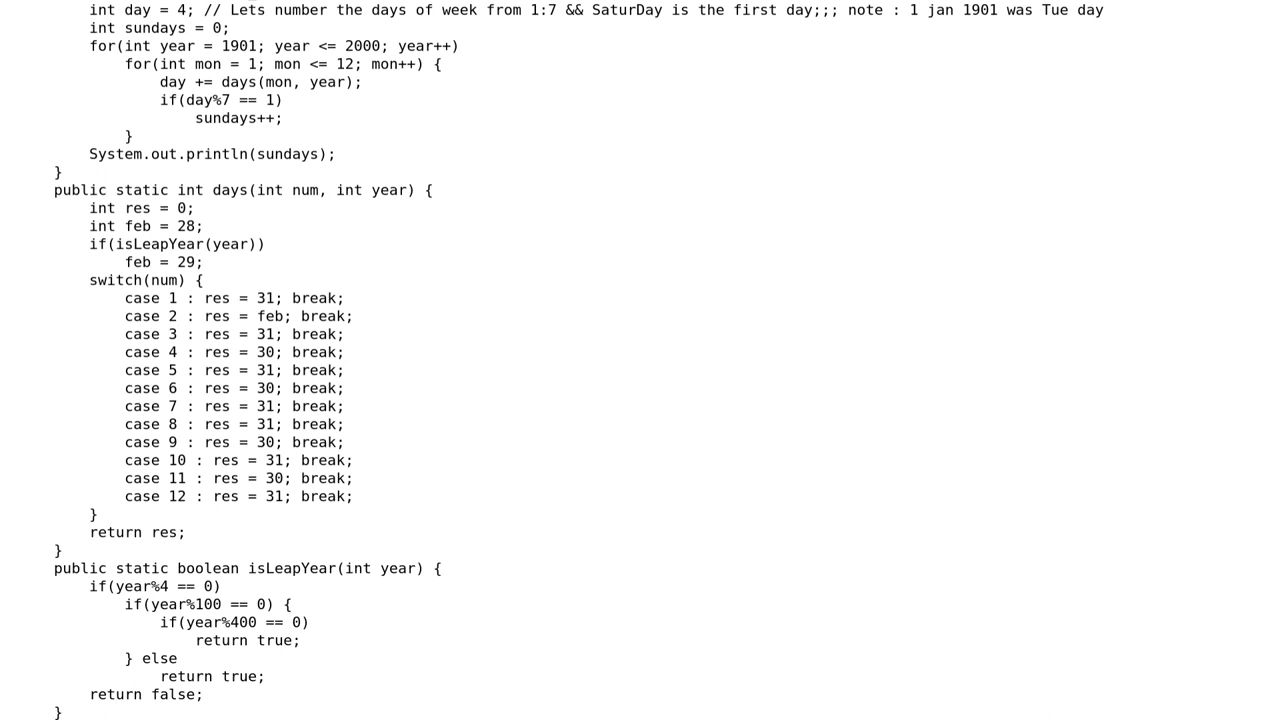 int day = 4; // Lets number the days of week from 1:7 && SaturDay is the first day;;; note : 1 jan 1901 was Tue day
int sundays = 0;
for(int year = 1901; year <= 2000; year++)
for(int mon = 1; mon <= 12; mon++) {
day += days(mon, year);
if(day%7 == 1)
sundays++;
}
System.out.println(sundays);
}
public static int days(int num, int year) {
int res = 0;
int feb = 28;
if(isLeapYear(year))
feb = 29;
switch(num) {
case 1 : res = 31; break;
case 2 : res = feb; break;
case 3 : res = 31; break;
case 4 : res = 30; break;
case 5 : res = 31; break;
case 6 : res = 30; break;
case 7 : res = 31; break;
case 8 : res = 31; break;
case 9 : res = 30; break;
case 10 : res = 31; break;
case 11 : res = 30; break;
case 12 : res = 31; break;
}
return res;
}
public static boolean isLeapYear(int year) {
if(year%4 == 0)
if(year%100 == 0) {
if(year%400 == 0)
return true;
} else
return true;
return false;
}